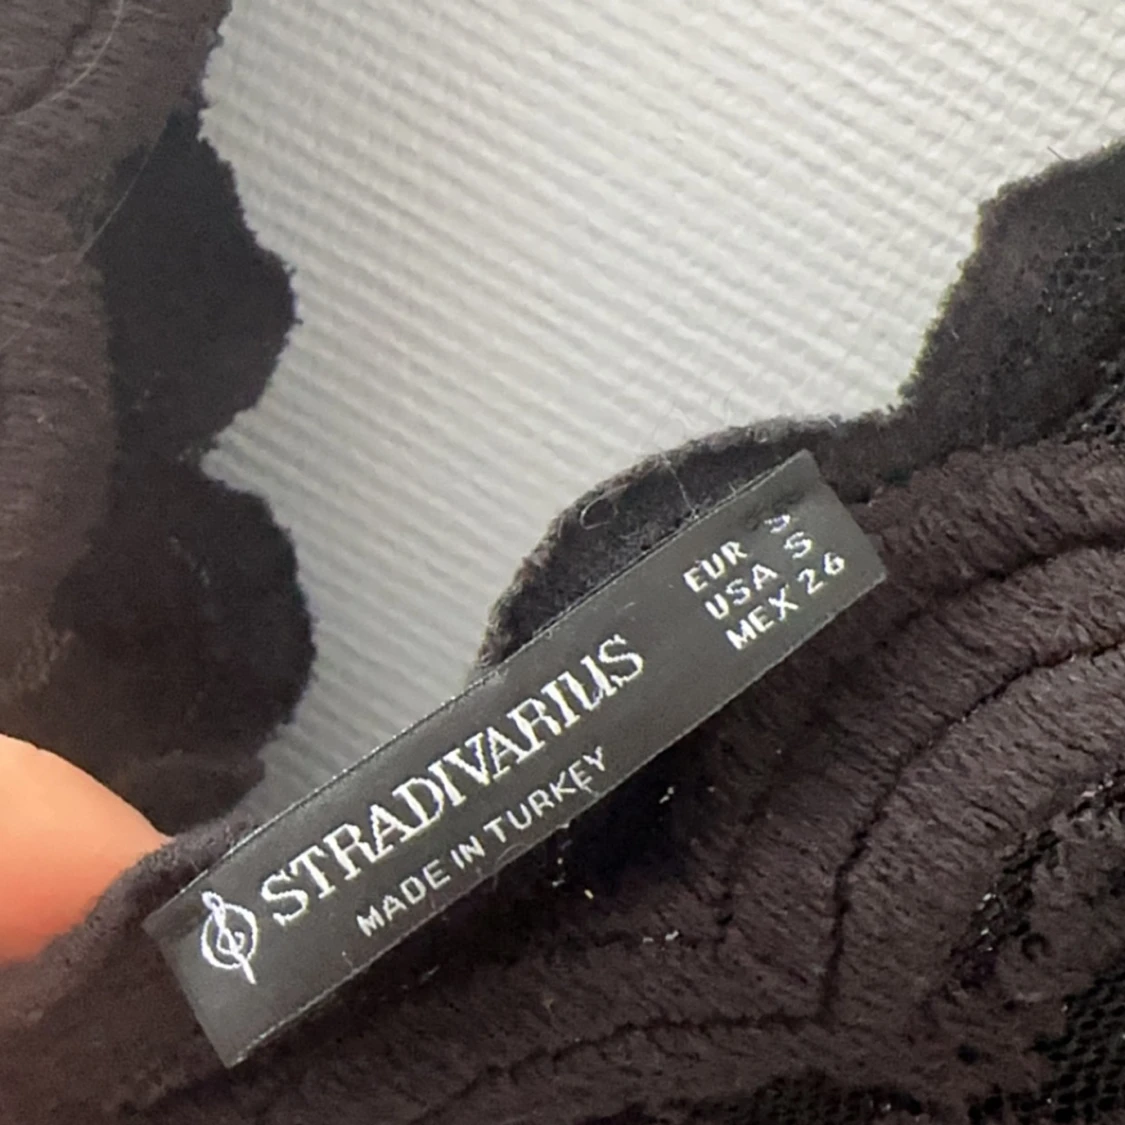 STRADIVARIUS
MADE IN TURKEY
EUR S
USA S
MEX 26